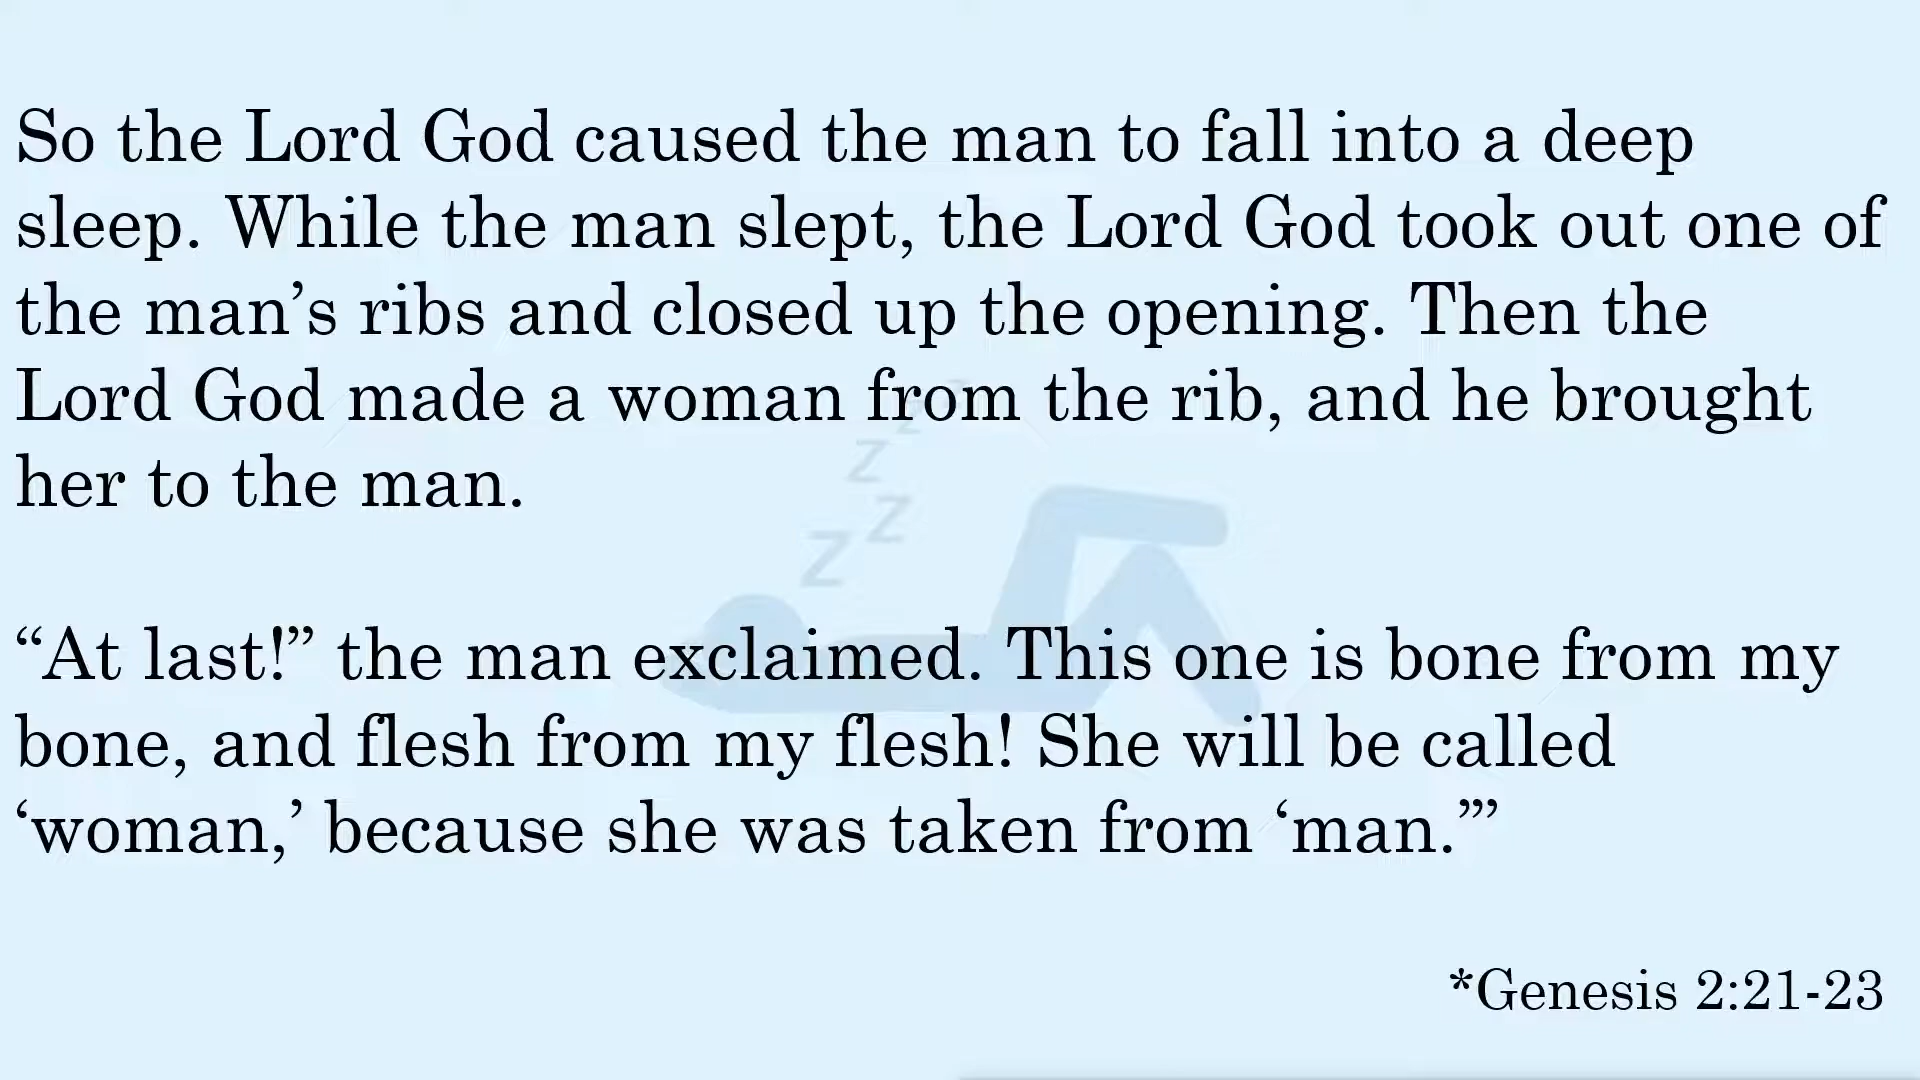 So the Lord God caused the man to fall into a deep
sleep. While the man slept, the Lord God took out one of
the man’s ribs and closed up the opening. Then the
Lord God made a woman from the rib, and he brought
her to the man.
“At last!” the man exclaimed. This one is bone from my
bone, and flesh from my flesh! She will be called
‘woman,’ because she was taken from ‘man.’”
*Genesis 2:21-23
z
z
z
z
z